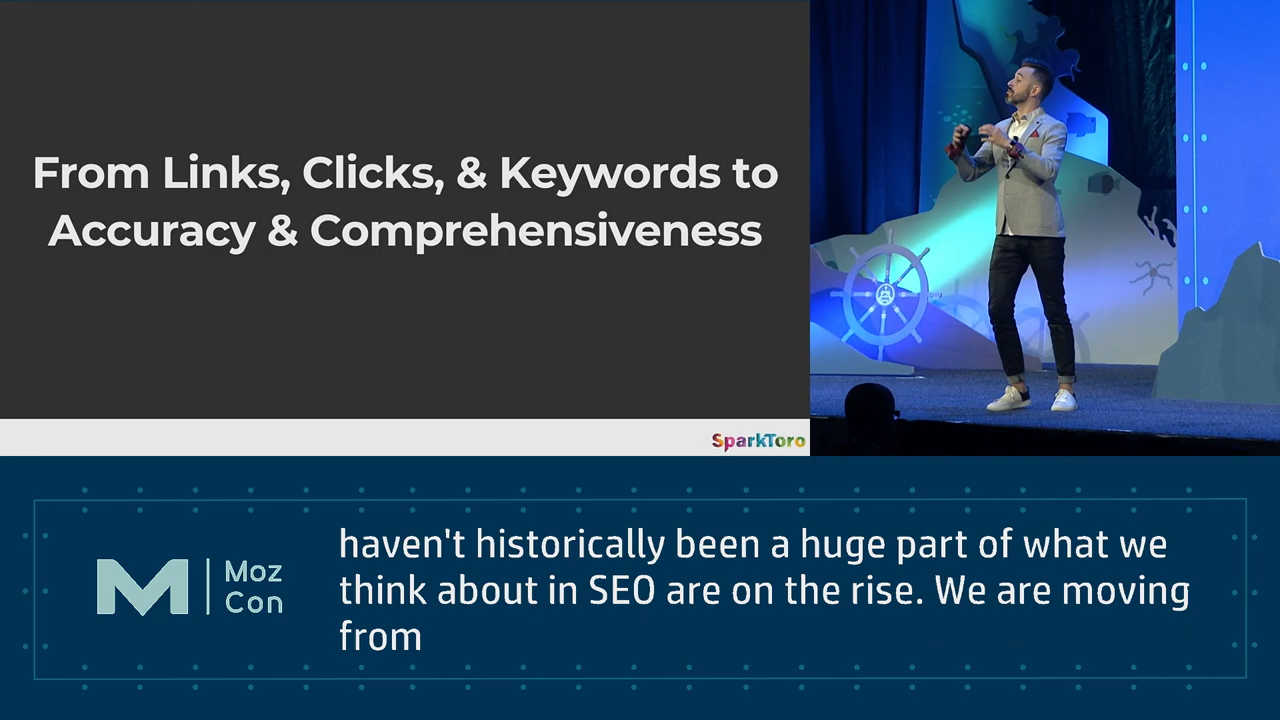 From Links, Clicks, & Keywords to
Accuracy & Comprehensiveness
SparkToro
M Moz
Con
haven't historically been a huge part of what we
think about in SEO are on the rise. We are moving
from